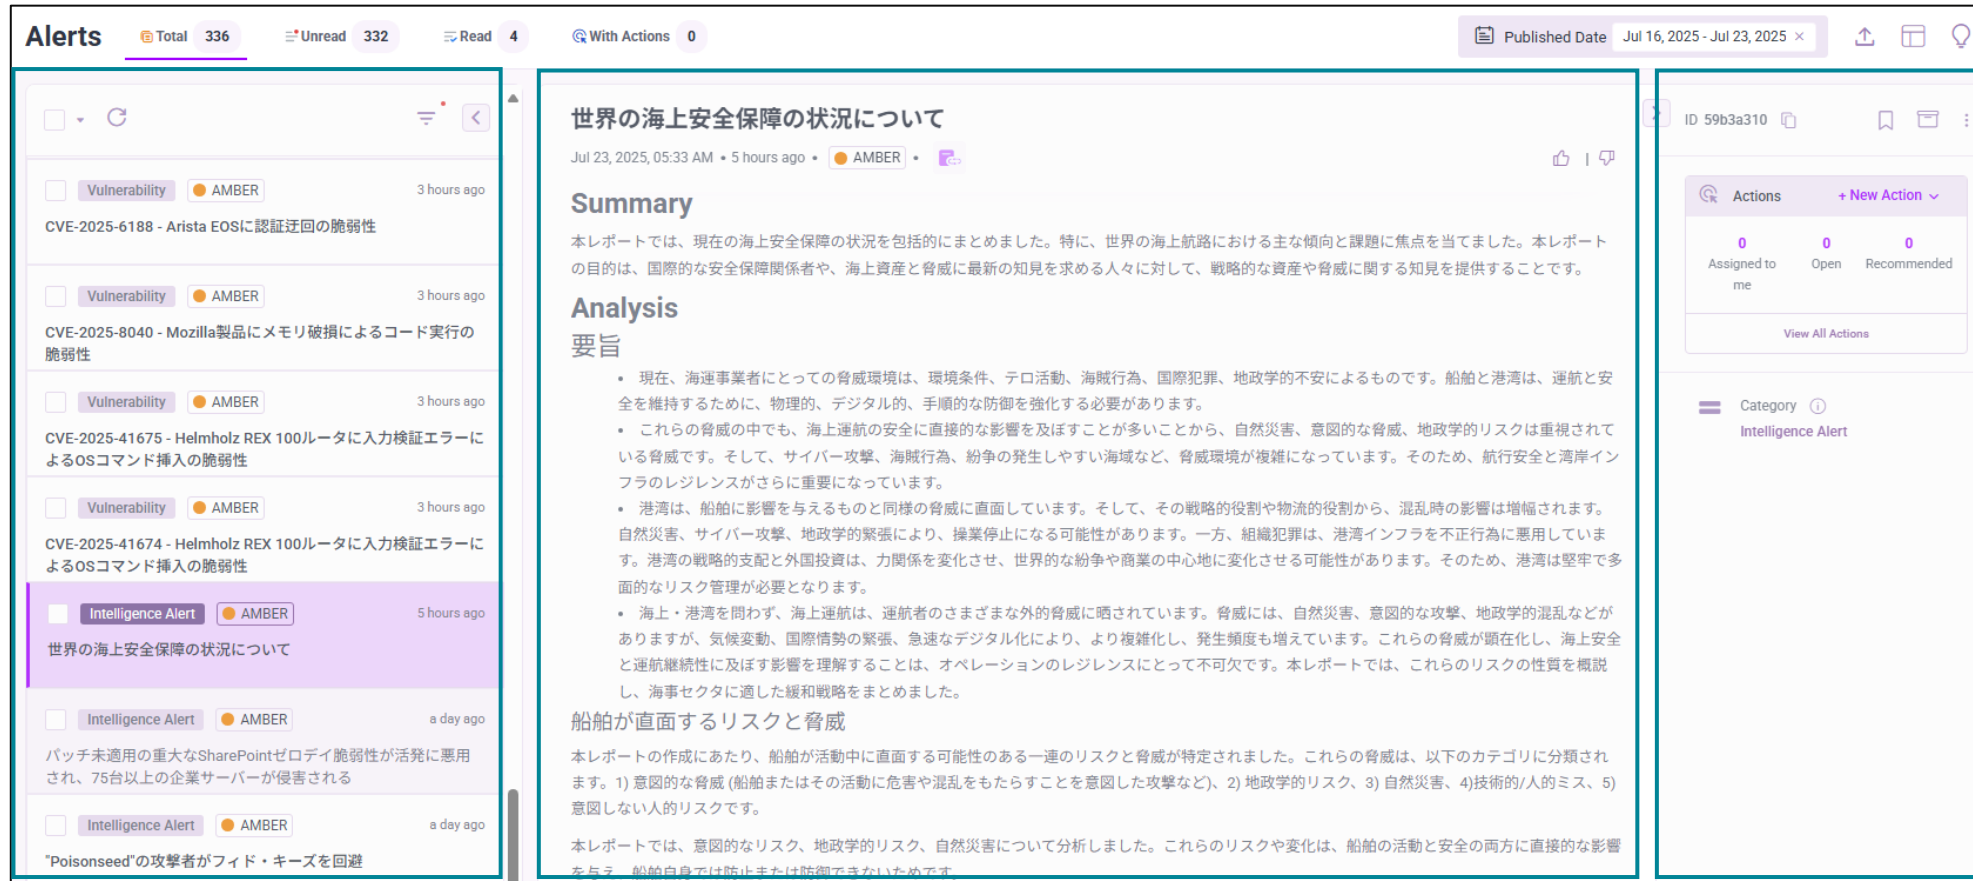 Alerts Total 336 Unread 332 Read 4 With Actions 0 Published Date Jul 16, 2025 - Jul 23, 2025 ×
Vulnerability AMBER 3 hours ago
CVE-2025-6188 - Arista EOSに認証迂回の脆弱性
Vulnerability AMBER 3 hours ago
CVE-2025-8040 - Mozilla製品にメモリ破損によるコード実行の
脆弱性
Vulnerability AMBER 3 hours ago
CVE-2025-41675 - Helmholz REX 100ルータに入力検証エラーに
よるOSコマンド挿入の脆弱性
Vulnerability AMBER 3 hours ago
CVE-2025-41674 - Helmholz REX 100ルータに入力検証エラーに
よるOSコマンド挿入の脆弱性
Intelligence Alert AMBER 5 hours ago
世界の海上安全保障の状況について
Intelligence Alert AMBER a day ago
パッチ未適用の重大なSharePointゼロデイ脆弱性が活発に悪用
され、75台以上の企業サーバーが侵害される
Intelligence Alert AMBER a day ago
"Poisonseed"の攻撃者がフィド・キーズを回避
世界の海上安全保障の状況について
Jul 23, 2025, 05:33 AM • 5 hours ago • AMBER •
Summary
本レポートでは、現在の海上安全保障の状況を包括的にまとめました。特に、世界の海上航路における主な傾向と課題に焦点を当てました。本レポート
の目的は、国際的な安全保障関係者や、海上資産と脅威に最新の知見を求める人々に対して、戦略的な資産や脅威に関する知見を提供することです。
Analysis
要旨
• 現在、海運事業者にとっての脅威環境は、環境条件、テロ活動、海賊行為、国際犯罪、地政学的不安によるものです。船舶と港湾は、運航と安
全を維持するために、物理的、デジタル的、手順的な防御を強化する必要があります。
• これらの脅威の中でも、海上運航の安全に直接的な影響を及ぼすことが多いことから、自然災害、意図的な脅威、地政学的リスクは重視されて
いる脅威です。そして、サイバー攻撃、海賊行為、紛争の発生しやすい海域など、脅威環境が複雑になっています。そのため、航行安全と湾岸イン
フラのレジレンスがさらに重要になっています。
• 港湾は、船舶に影響を与えるものと同様の脅威に直面しています。そして、その戦略的役割や物流的役割から、混乱時の影響は増幅されます。
自然災害、サイバー攻撃、地政学的緊張により、操業停止になる可能性があります。一方、組織犯罪は、港湾インフラを不正行為に悪用していま
す。港湾の戦略的支配と外国投資は、力関係を変化させ、世界的な紛争や商業の中心地に変化させる可能性があります。そのため、港湾は堅牢で多
面的なリスク管理が必要となります。
• 海上・港湾を問わず、海上運航は、運航者のさまざまな外的脅威に晒されています。脅威には、自然災害、意図的な攻撃、地政学的混乱などが
ありますが、気候変動、国際情勢の緊張、急速なデジタル化により、より複雑化し、発生頻度も増えています。これらの脅威が顕在化し、海上安全
と運航継続性に及ぼす影響を理解することは、オペレーションのレジレンスにとって不可欠です。本レポートでは、これらのリスクの性質を概説
し、海事セクタに適した緩和戦略をまとめました。
船舶が直面するリスクと脅威
本レポートの作成にあたり、船舶が活動中に直面する可能性のある一連のリスクと脅威が特定されました。これらの脅威は、以下のカテゴリに分類され
ます。1) 意図的な脅威 (船舶またはその活動に危害や混乱をもたらすことを意図した攻撃など)、2) 地政学的リスク、3) 自然災害、4)技術的/人的ミス、5)
意図しない人的リスクです。
本レポートでは、意図的なリスク、地政学的リスク、自然災害について分析しました。これらのリスクや変化は、船舶の活動と安全の両方に直接的な影響
を与え、船舶自身では防止または防御できないためです。
ID 59b3a310
Actions + New Action
0 0 0
Assigned to me Open Recommended
View All Actions
Category
Intelligence Alert